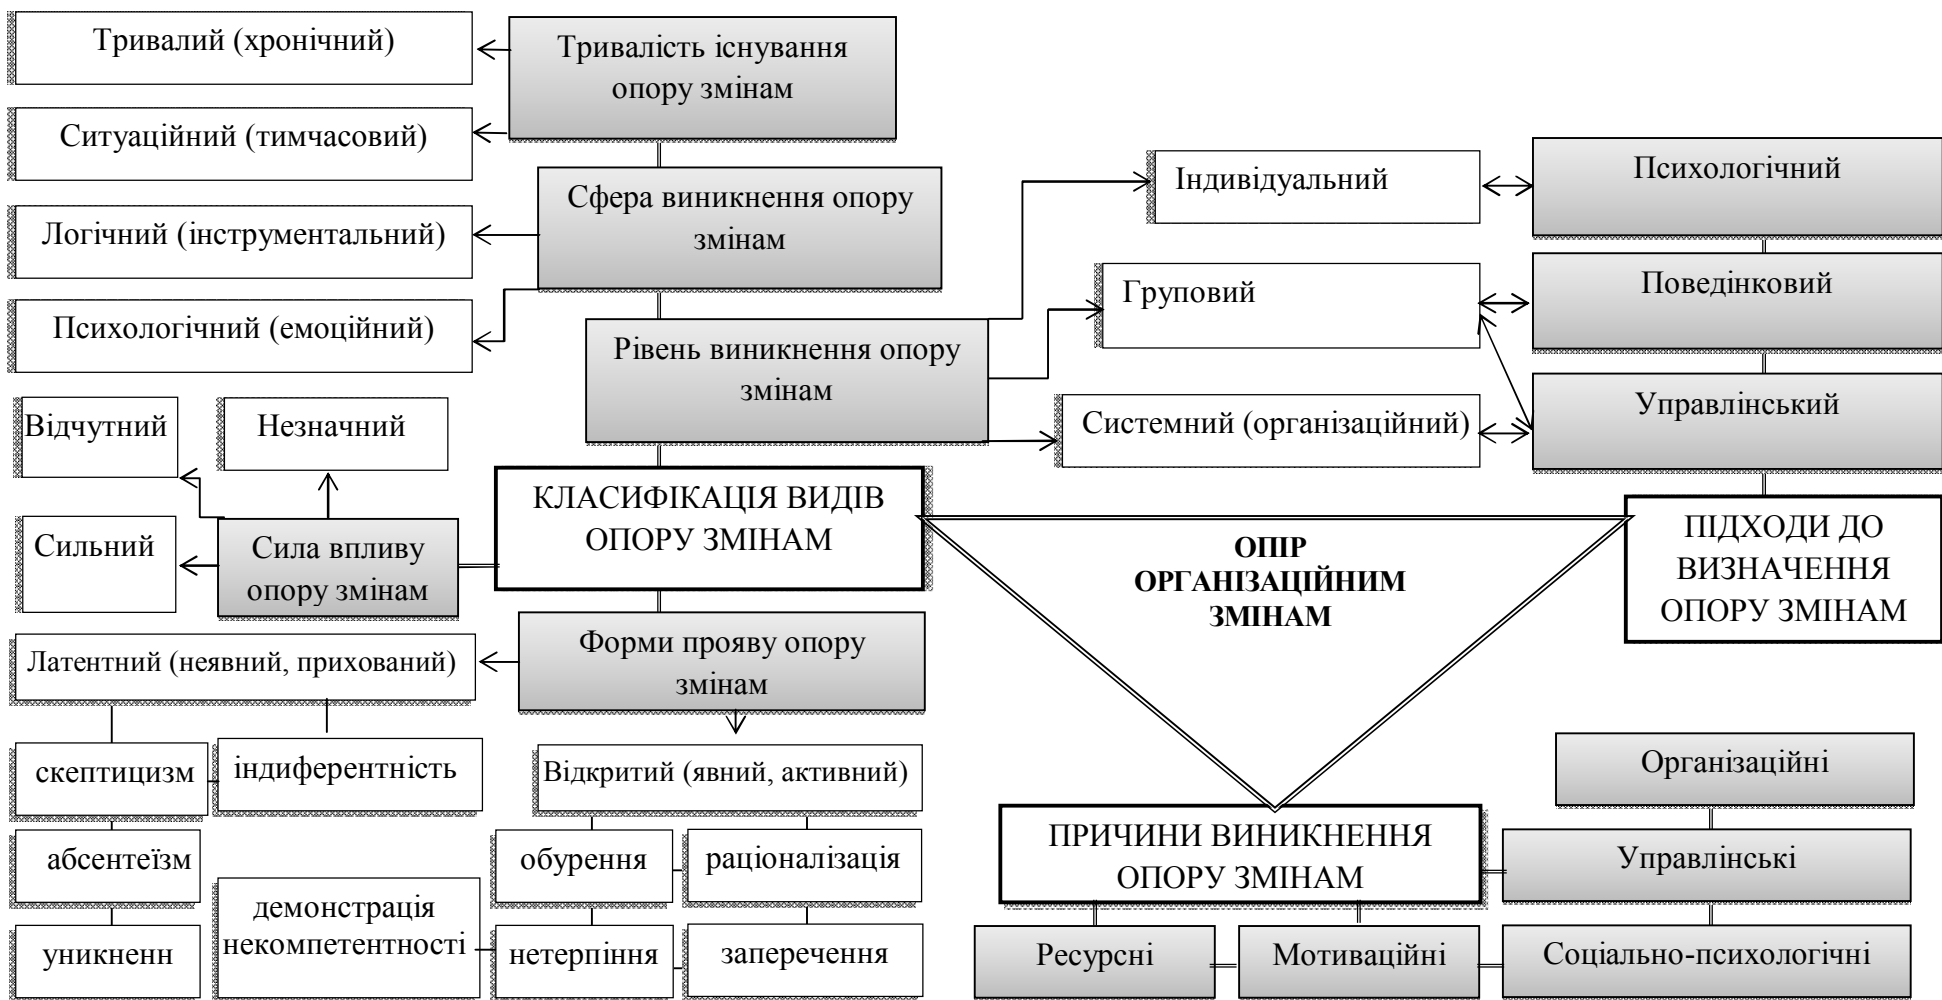 Тривалий (хронічний)
Тривалість існування
опору змінам
Ситуаційний (тимчасовий)
Сфера виникнення опору
змінам
Логічний (інструментальний)
Психологічний (емоційний)
Рівень виникнення опору
змінам
Індивідуальний
Психологічний
Груповий
Поведінковий
Системний (організаційний)
Управлінський
Відчутний
Незначний
Сильний
Сила впливу
опору змінам
КЛАСИФІКАЦІЯ ВИДІВ
ОПОРУ ЗМІНАМ
ОПІР
ОРГАНІЗАЦІЙНИМ
ЗМІНАМ
ПІДХОДИ ДО
ВИЗНАЧЕННЯ
ОПОРУ ЗМІНАМ
Форми прояву опору
змінам
Латентний (неявний, прихований)
скептицизм
індиферентність
абсентеїзм
уникненн
демонстрація
некомпетентності
Відкритий (явний, активний)
обурення
раціоналізація
нетерпіння
заперечення
ПРИЧИНИ ВИНИКНЕННЯ
ОПОРУ ЗМІНАМ
Організаційні
Управлінські
Ресурсні
Мотиваційні
Соціально-психологічні